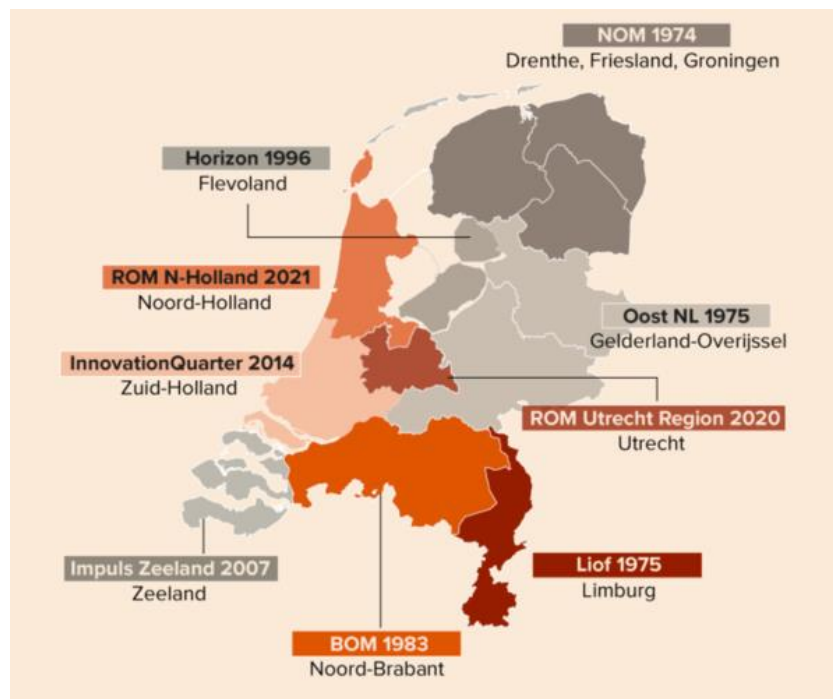 NOM 1974
Drenthe, Friesland, Groningen
Horizon 1996
Flevoland
ROM N-Holland 2021
Noord-Holland
Oost NL 1975
Gelderland-Overijssel
InnovationQuarter 2014
Zuid-Holland
ROM Utrecht Region 2020
Utrecht
Impuls Zeeland 2007
Zeeland
Liof 1975
Limburg
BOM 1983
Noord-Brabant